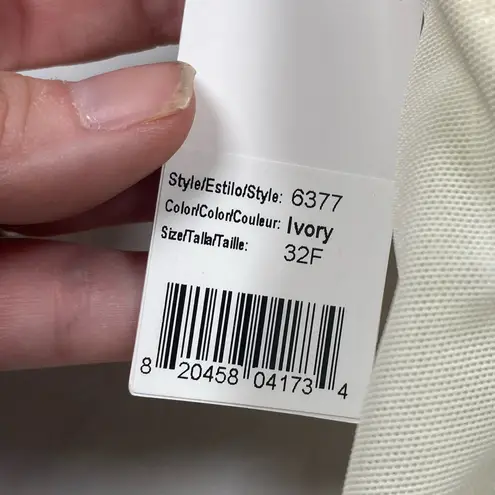 Style/Estilo/Style: 6377
Color/Color/Couleur: Ivory
Size/Talla/Taille: 32F
8 20458 04173 4